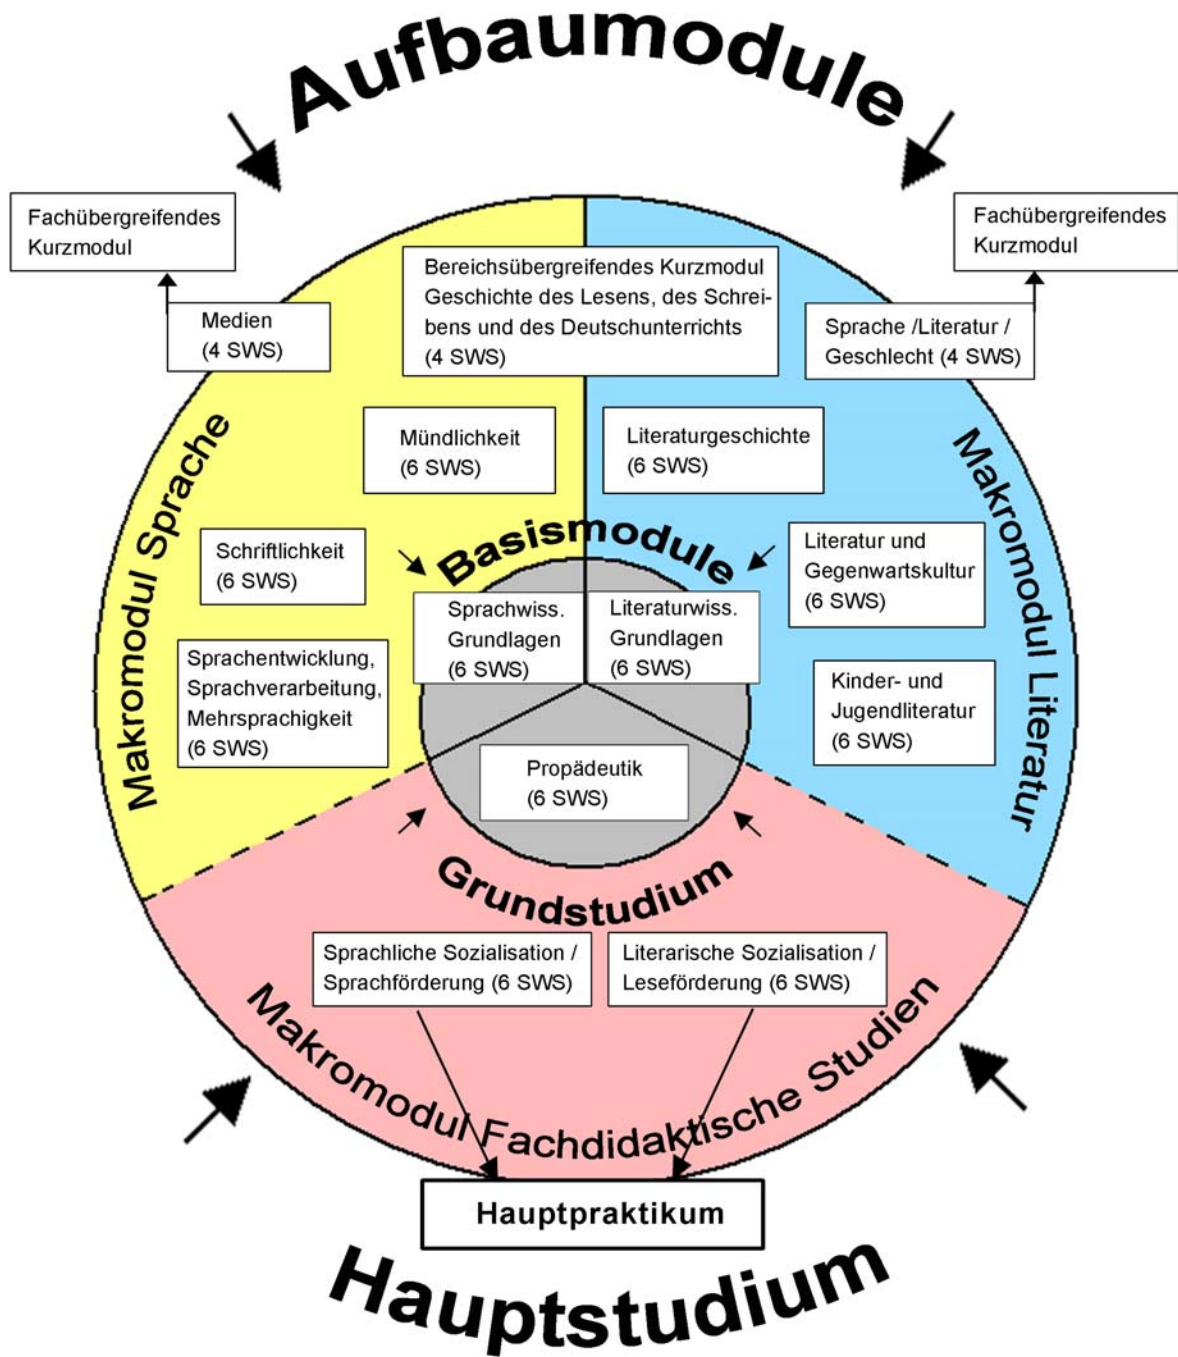 Aufbaumodule
Fachübergreifendes
Kurzmodul
Fachübergreifendes
Kurzmodul
Medien
(4 SWS)
Bereichsübergreifendes Kurzmodul
Geschichte des Lesens, des Schrei-
bens und des Deutschunterrichts
(4 SWS)
Sprache /Literatur /
Geschlecht (4 SWS)
Makromodul Sprache
Mündlichkeit
(6 SWS)
Literaturgeschichte
(6 SWS)
Makromodul Literatur
Schriftlichkeit
(6 SWS)
Basismodule
Literatur und
Gegenwartskultur
(6 SWS)
Sprachwiss.
Grundlagen
(6 SWS)
Literaturwiss.
Grundlagen
(6 SWS)
Sprachentwicklung,
Sprachverarbeitung,
Mehrsprachigkeit
(6 SWS)
Kinder- und
Jugendliteratur
(6 SWS)
Propädeutik
(6 SWS)
Grundstudium
Sprachliche Sozialisation /
Sprachförderung (6 SWS)
Literarische Sozialisation /
Leseförderung (6 SWS)
Makromodul Fachdidaktische Studien
Hauptpraktikum
Hauptstudium